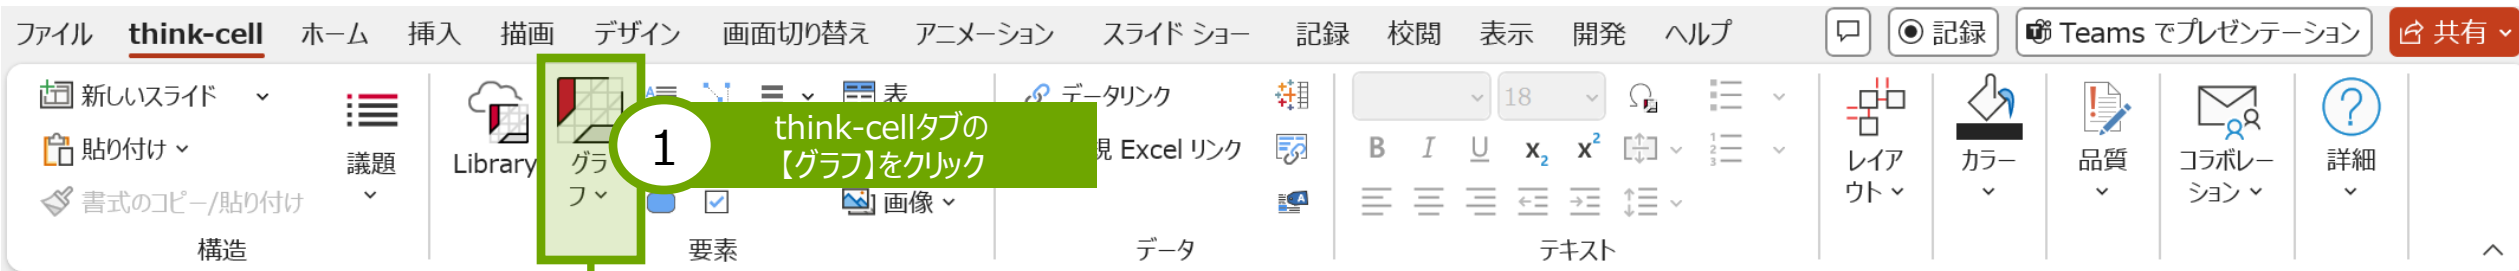 ファイル think-cell ホーム 挿入 描画 デザイン 画面切り替え アニメーション スライド ショー 記録 校閲 表示 開発 ヘルプ 記録 Teams でプレゼンテーション 共有
新しいスライド
貼り付け
書式のコピー/貼り付け
議題
構造
Library
グラ
フ
1
think-cellタブの
【グラフ】をクリック
表
画像
要素
データリンク
規 Excel リンク
データ
18
B I U x2 x2
テキスト
レイア
ウト
カラー
品質
コラボレー
ション
詳細